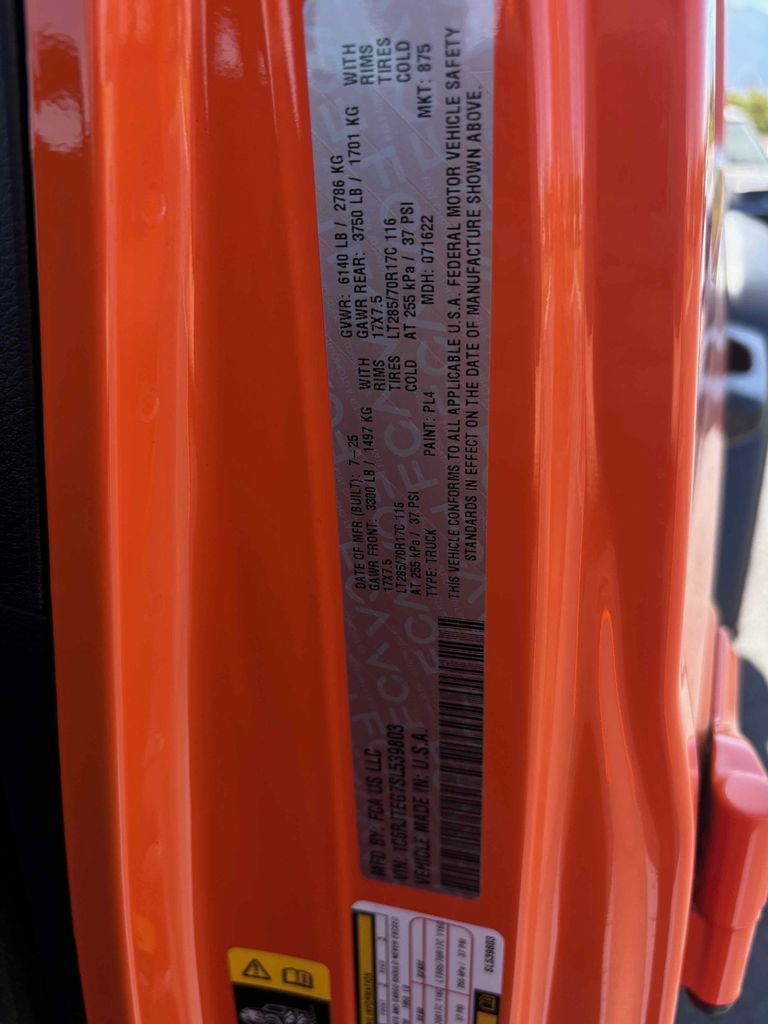 MFD BY: FCA US LLC
DATE OF MFR (BUILT): 7-25
GVWR: 6140 LB / 2786 KG
GAWR FRONT: 3300 LB / 1497 KG WITH
GAWR REAR: 3750 LB / 1701 KG WITH
17X7.5 RIMS
17X7.5 RIMS
LT285/70R17C 116 TIRES
LT285/70R17C 116 TIRES
AT 255 kPa / 37 PSI COLD
AT 255 kPa / 37 PSI COLD
VIN: 1C6RJTEG7SL539803
TYPE: TRUCK PAINT: PL4 MDH: 071622 MKT: 875
VEHICLE MADE IN: U.S.A.
THIS VEHICLE CONFORMS TO ALL APPLICABLE U.S.A. FEDERAL MOTOR VEHICLE SAFETY
STANDARDS IN EFFECT ON THE DATE OF MANUFACTURE SHOWN ABOVE.
SL539803